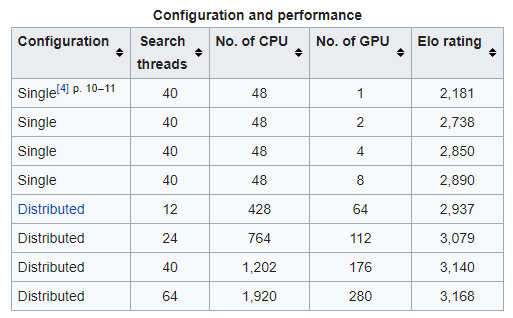 Configuration and performance
Configuration Search threads No. of CPU No. of GPU Elo rating
Single[4] p. 10–11 40 48 1 2,181
Single 40 48 2 2,738
Single 40 48 4 2,850
Single 40 48 8 2,890
Distributed 12 428 64 2,937
Distributed 24 764 112 3,079
Distributed 40 1,202 176 3,140
Distributed 64 1,920 280 3,168